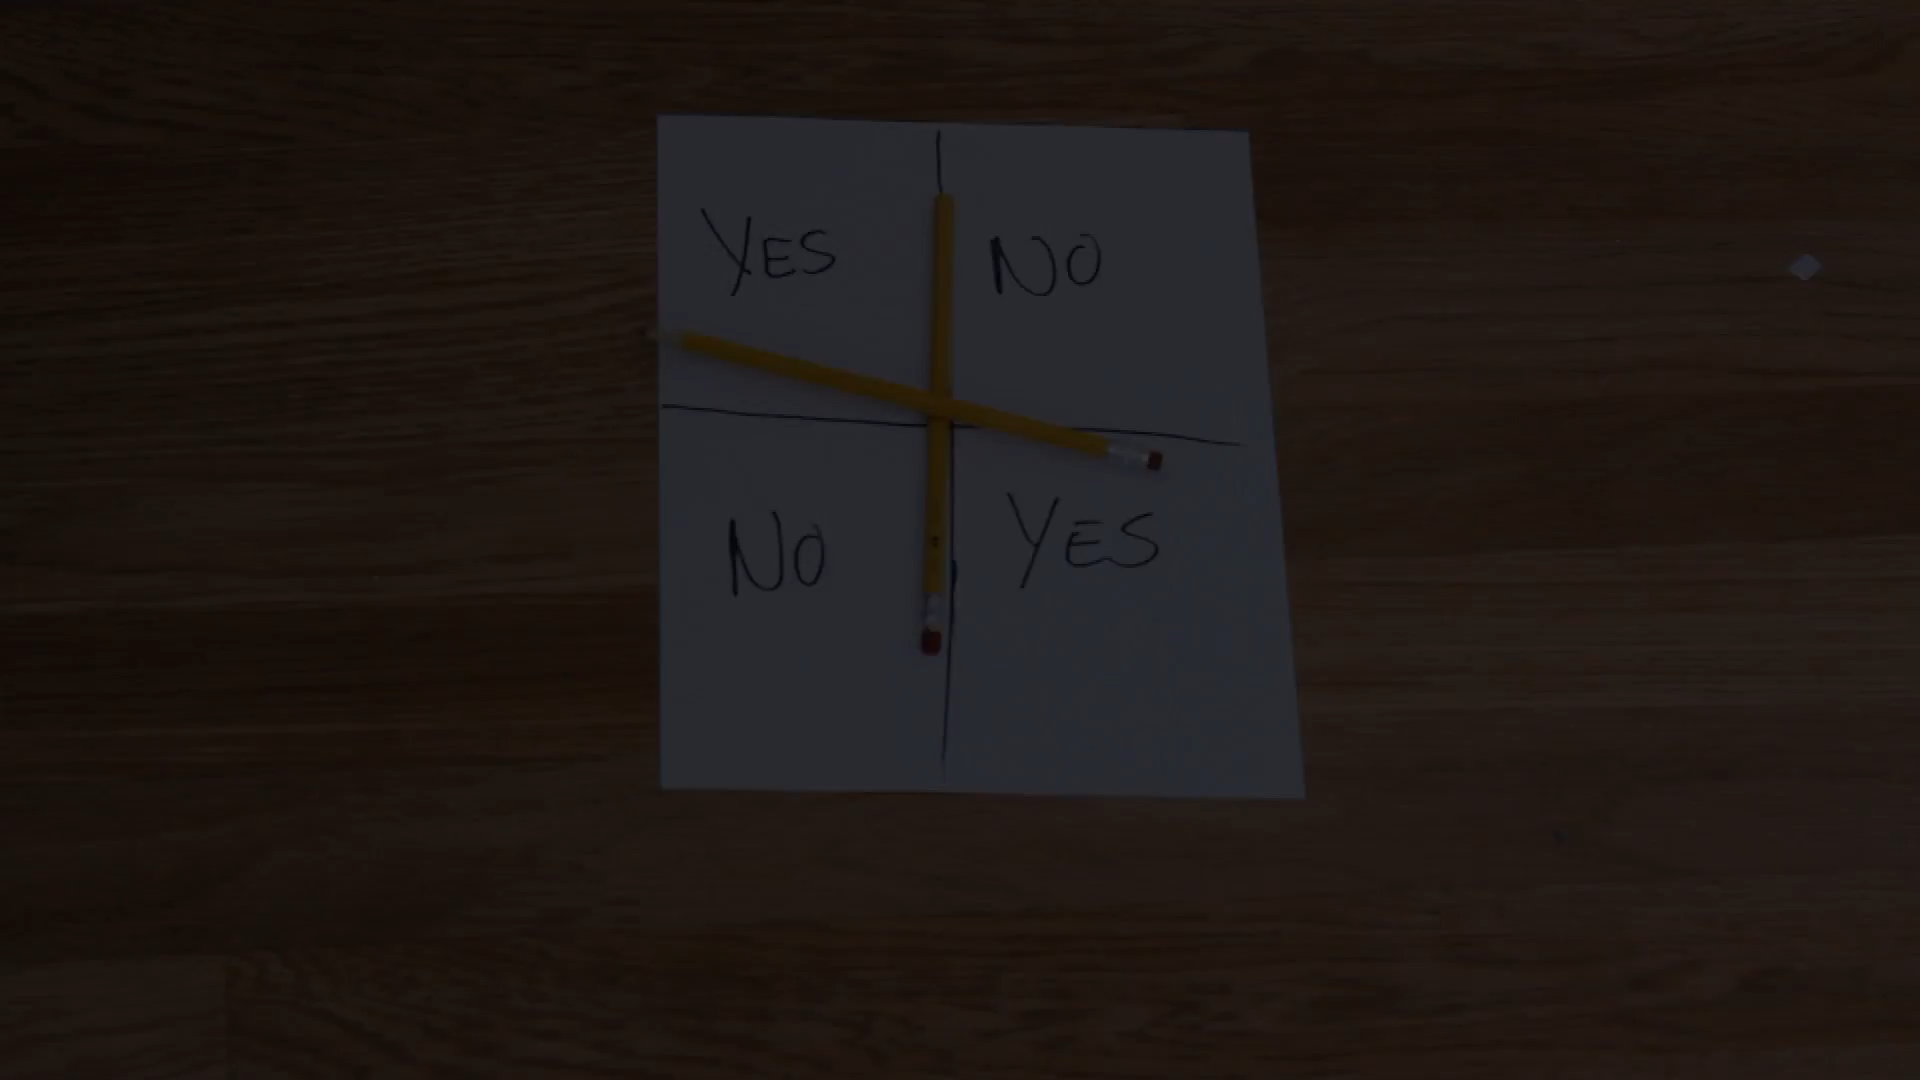 YES NO
NO YES